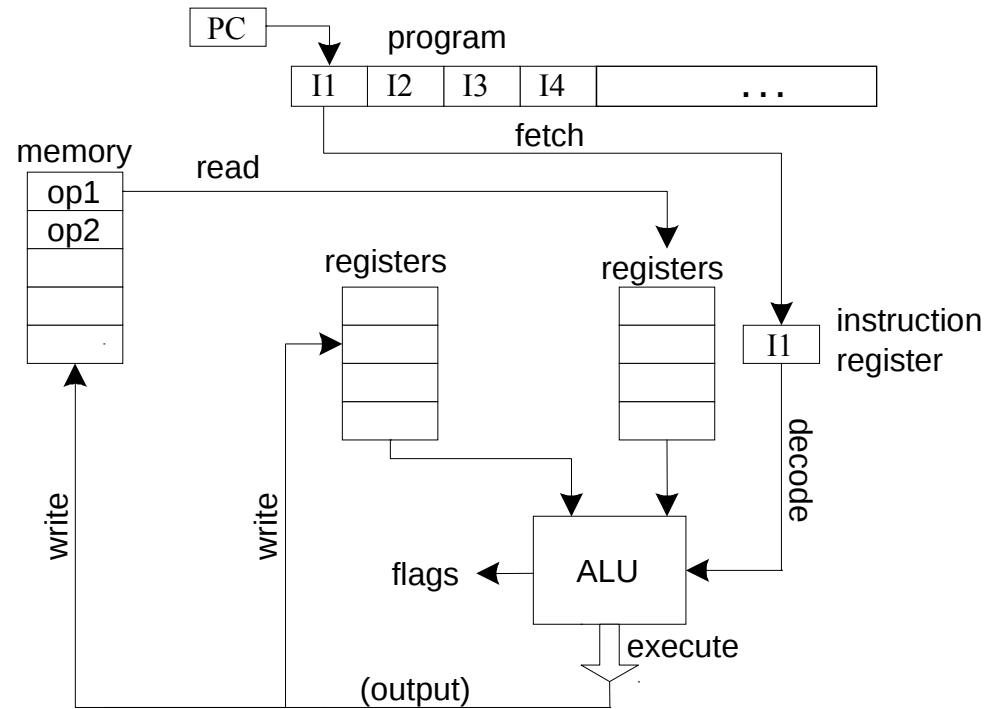 PC
program
I1 I2 I3 I4 ...
fetch
memory
read
op1
op2
registers
registers
I1
instruction
register
decode
write
write
flags
ALU
execute
(output)